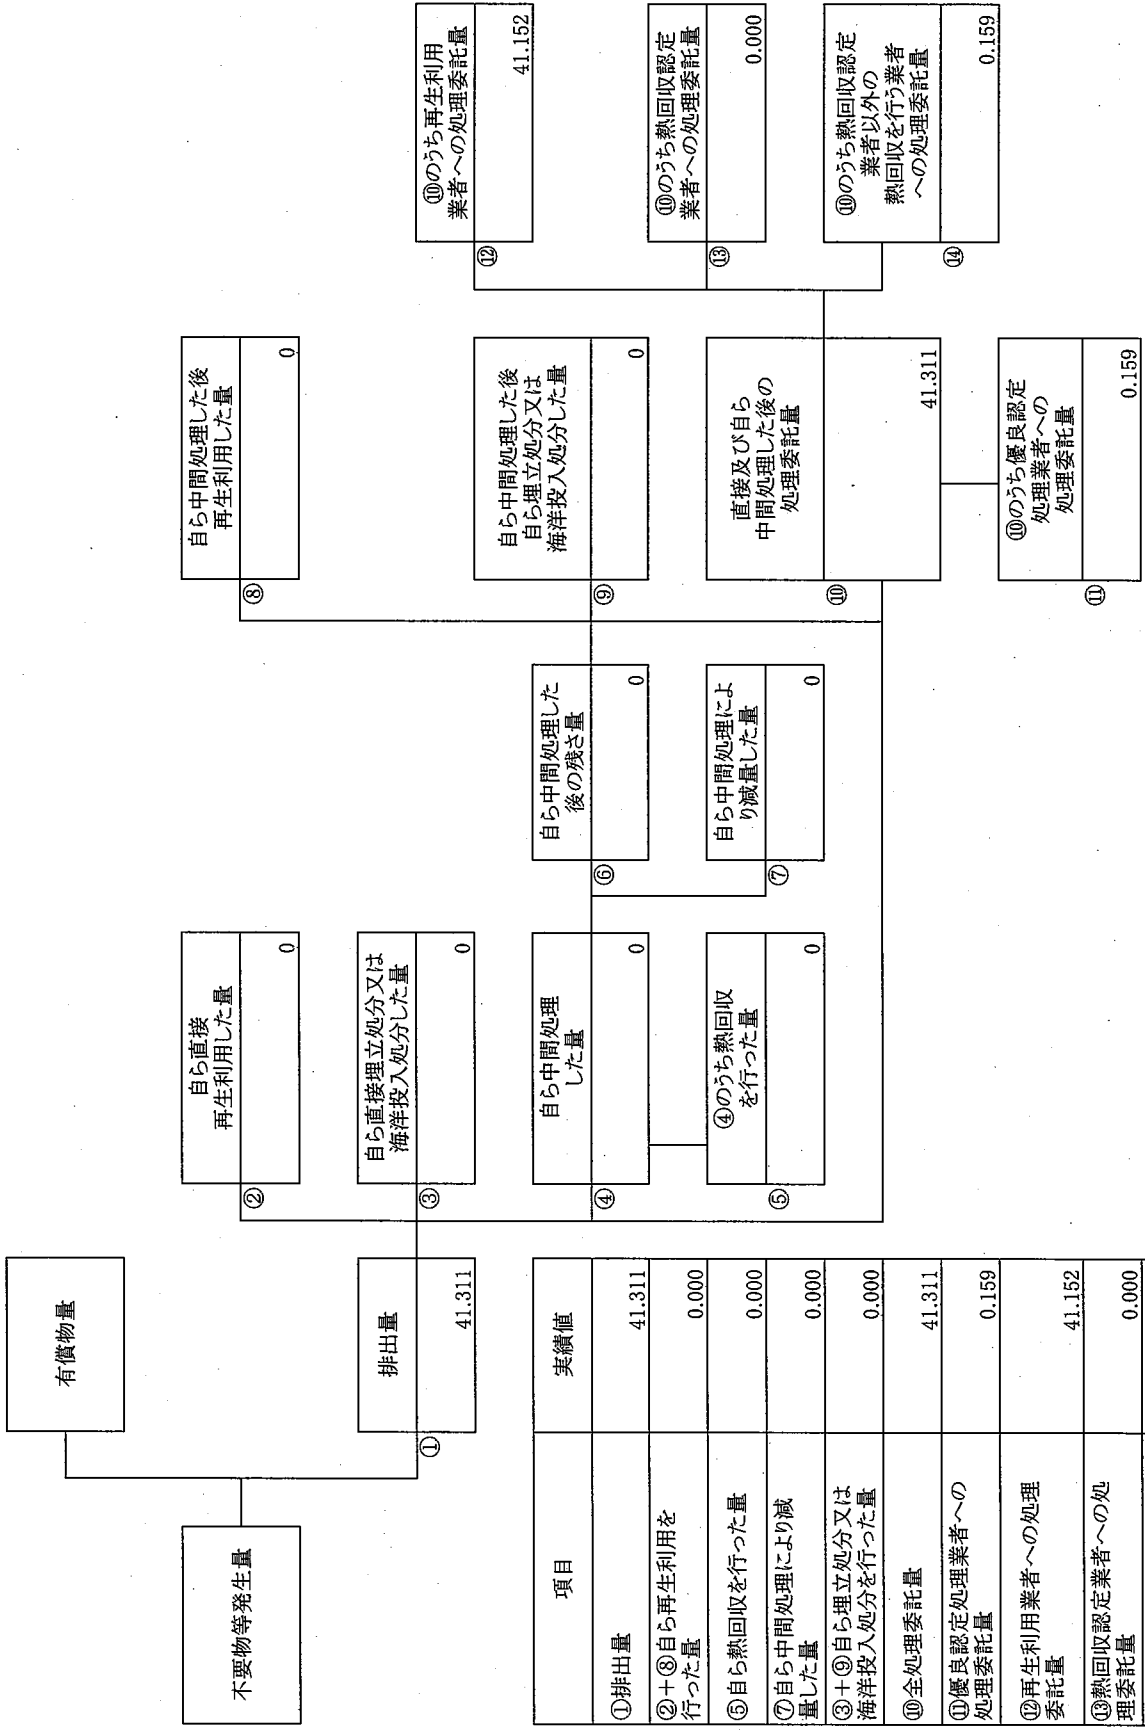 不要物等発生量
有償物量
排出量
①
41.311
自ら直接
再生利用した量
②
0
自ら直接埋立処分又は
海洋投入処分した量
③
0
自ら中間処理
した量
④
0
④のうち熱回収
を行った量
⑤
0
自ら中間処理した
後の残さ量
⑥
0
自ら中間処理によ
り減量した量
⑦
0
自ら中間処理した後
再生利用した量
⑧
0
自ら中間処理した後
自ら埋立処分又は
海洋投入処分した量
⑨
0
直接及び自ら
中間処理した後の
処理委託量
⑩
41.311
⑩のうち優良認定
処理業者への
処理委託量
⑪
0.159
⑩のうち再生利用
業者への処理委託量
⑫
41.152
⑩のうち熱回収認定
業者への処理委託量
⑬
0.000
⑩のうち熱回収認定
業者以外の
熱回収を行う業者
への処理委託量
⑭
0.159
項目 実績値
①排出量 41.311
②+⑧自ら再生利用を
行った量 0.000
⑤自ら熱回収を行った量 0.000
⑦自ら中間処理により減
量した量 0.000
③+⑨自ら埋立処分又は
海洋投入処分を行った量 0.000
⑩全処理委託量 41.311
⑪優良認定処理業者への
処理委託量 0.159
⑫再生利用業者への処理
委託量 41.152
⑬熱回収認定業者への処
理委託量 0.000